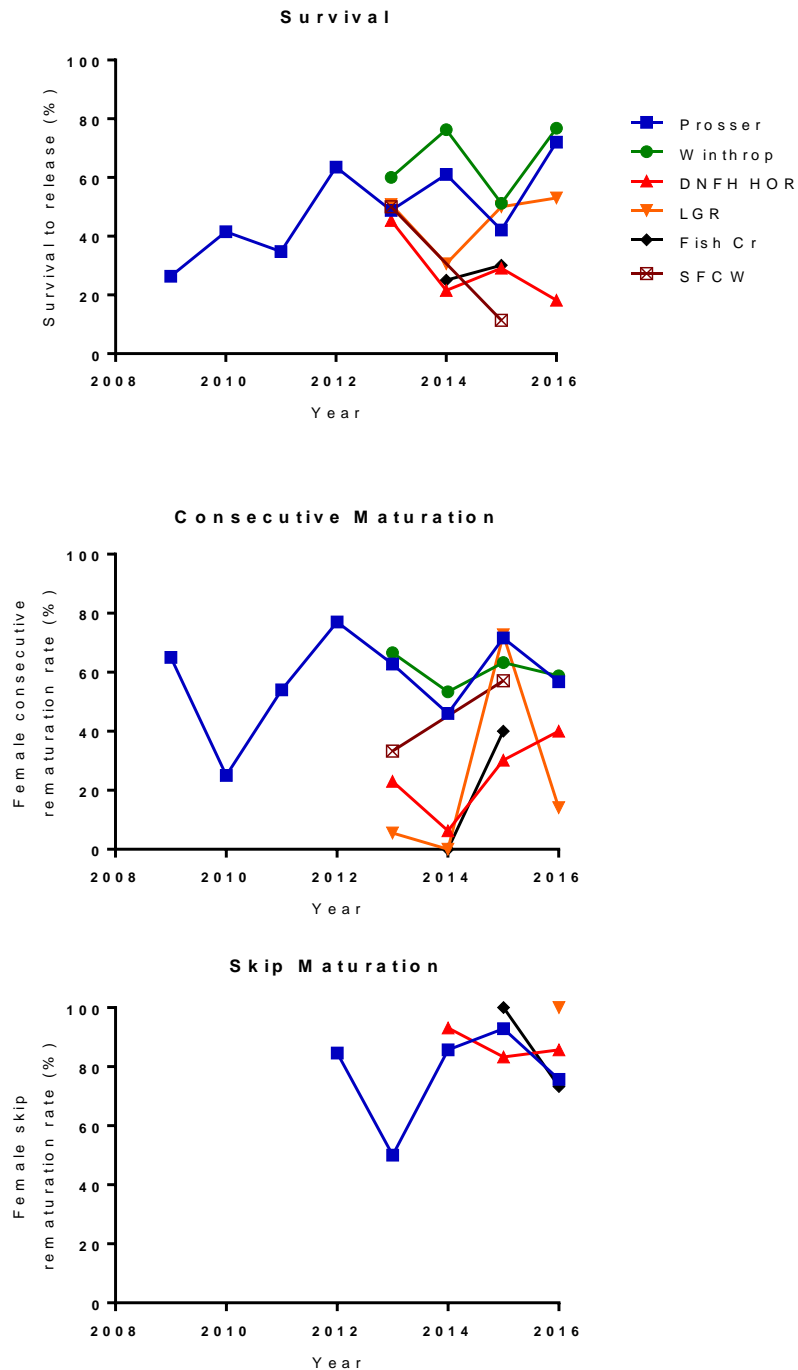 Survival
100
80
60
40
20
0
Survival to release (%)
2008 2010 2012 2014 2016
Year
Prosser
Winthrop
DNFH HOR
LGR
Fish Cr
SFCW
Consecutive Maturation
100
80
60
40
20
0
Female consecutive
rematuration rate (%)
2008 2010 2012 2014 2016
Year
Skip Maturation
100
80
60
40
20
0
Female skip
rematuration rate (%)
2008 2010 2012 2014 2016
Year